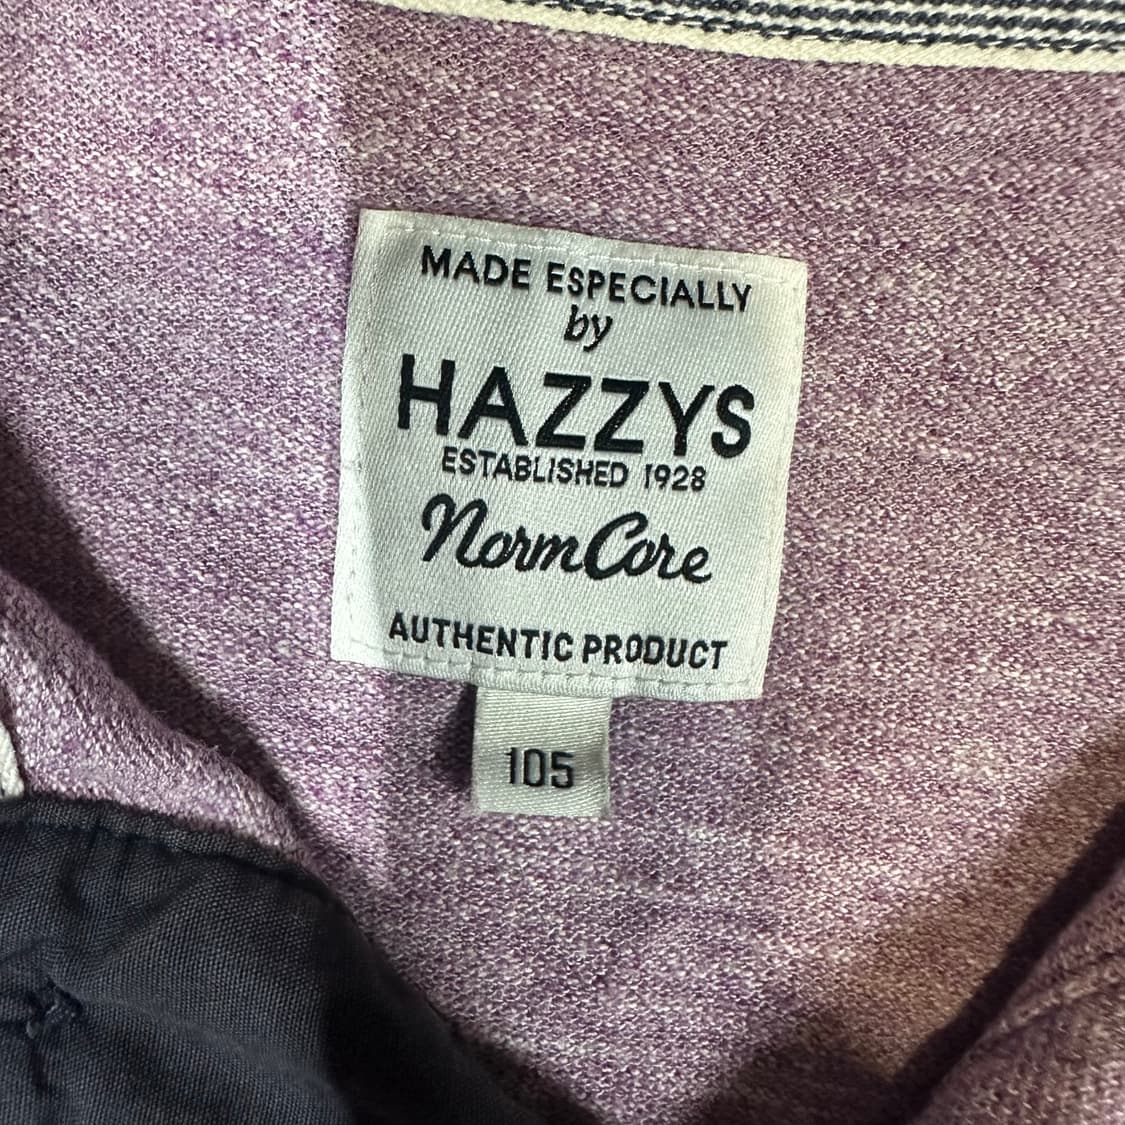 MADE ESPECIALLY
by
HAZZYS
ESTABLISHED 1928
NormCore
AUTHENTIC PRODUCT
105